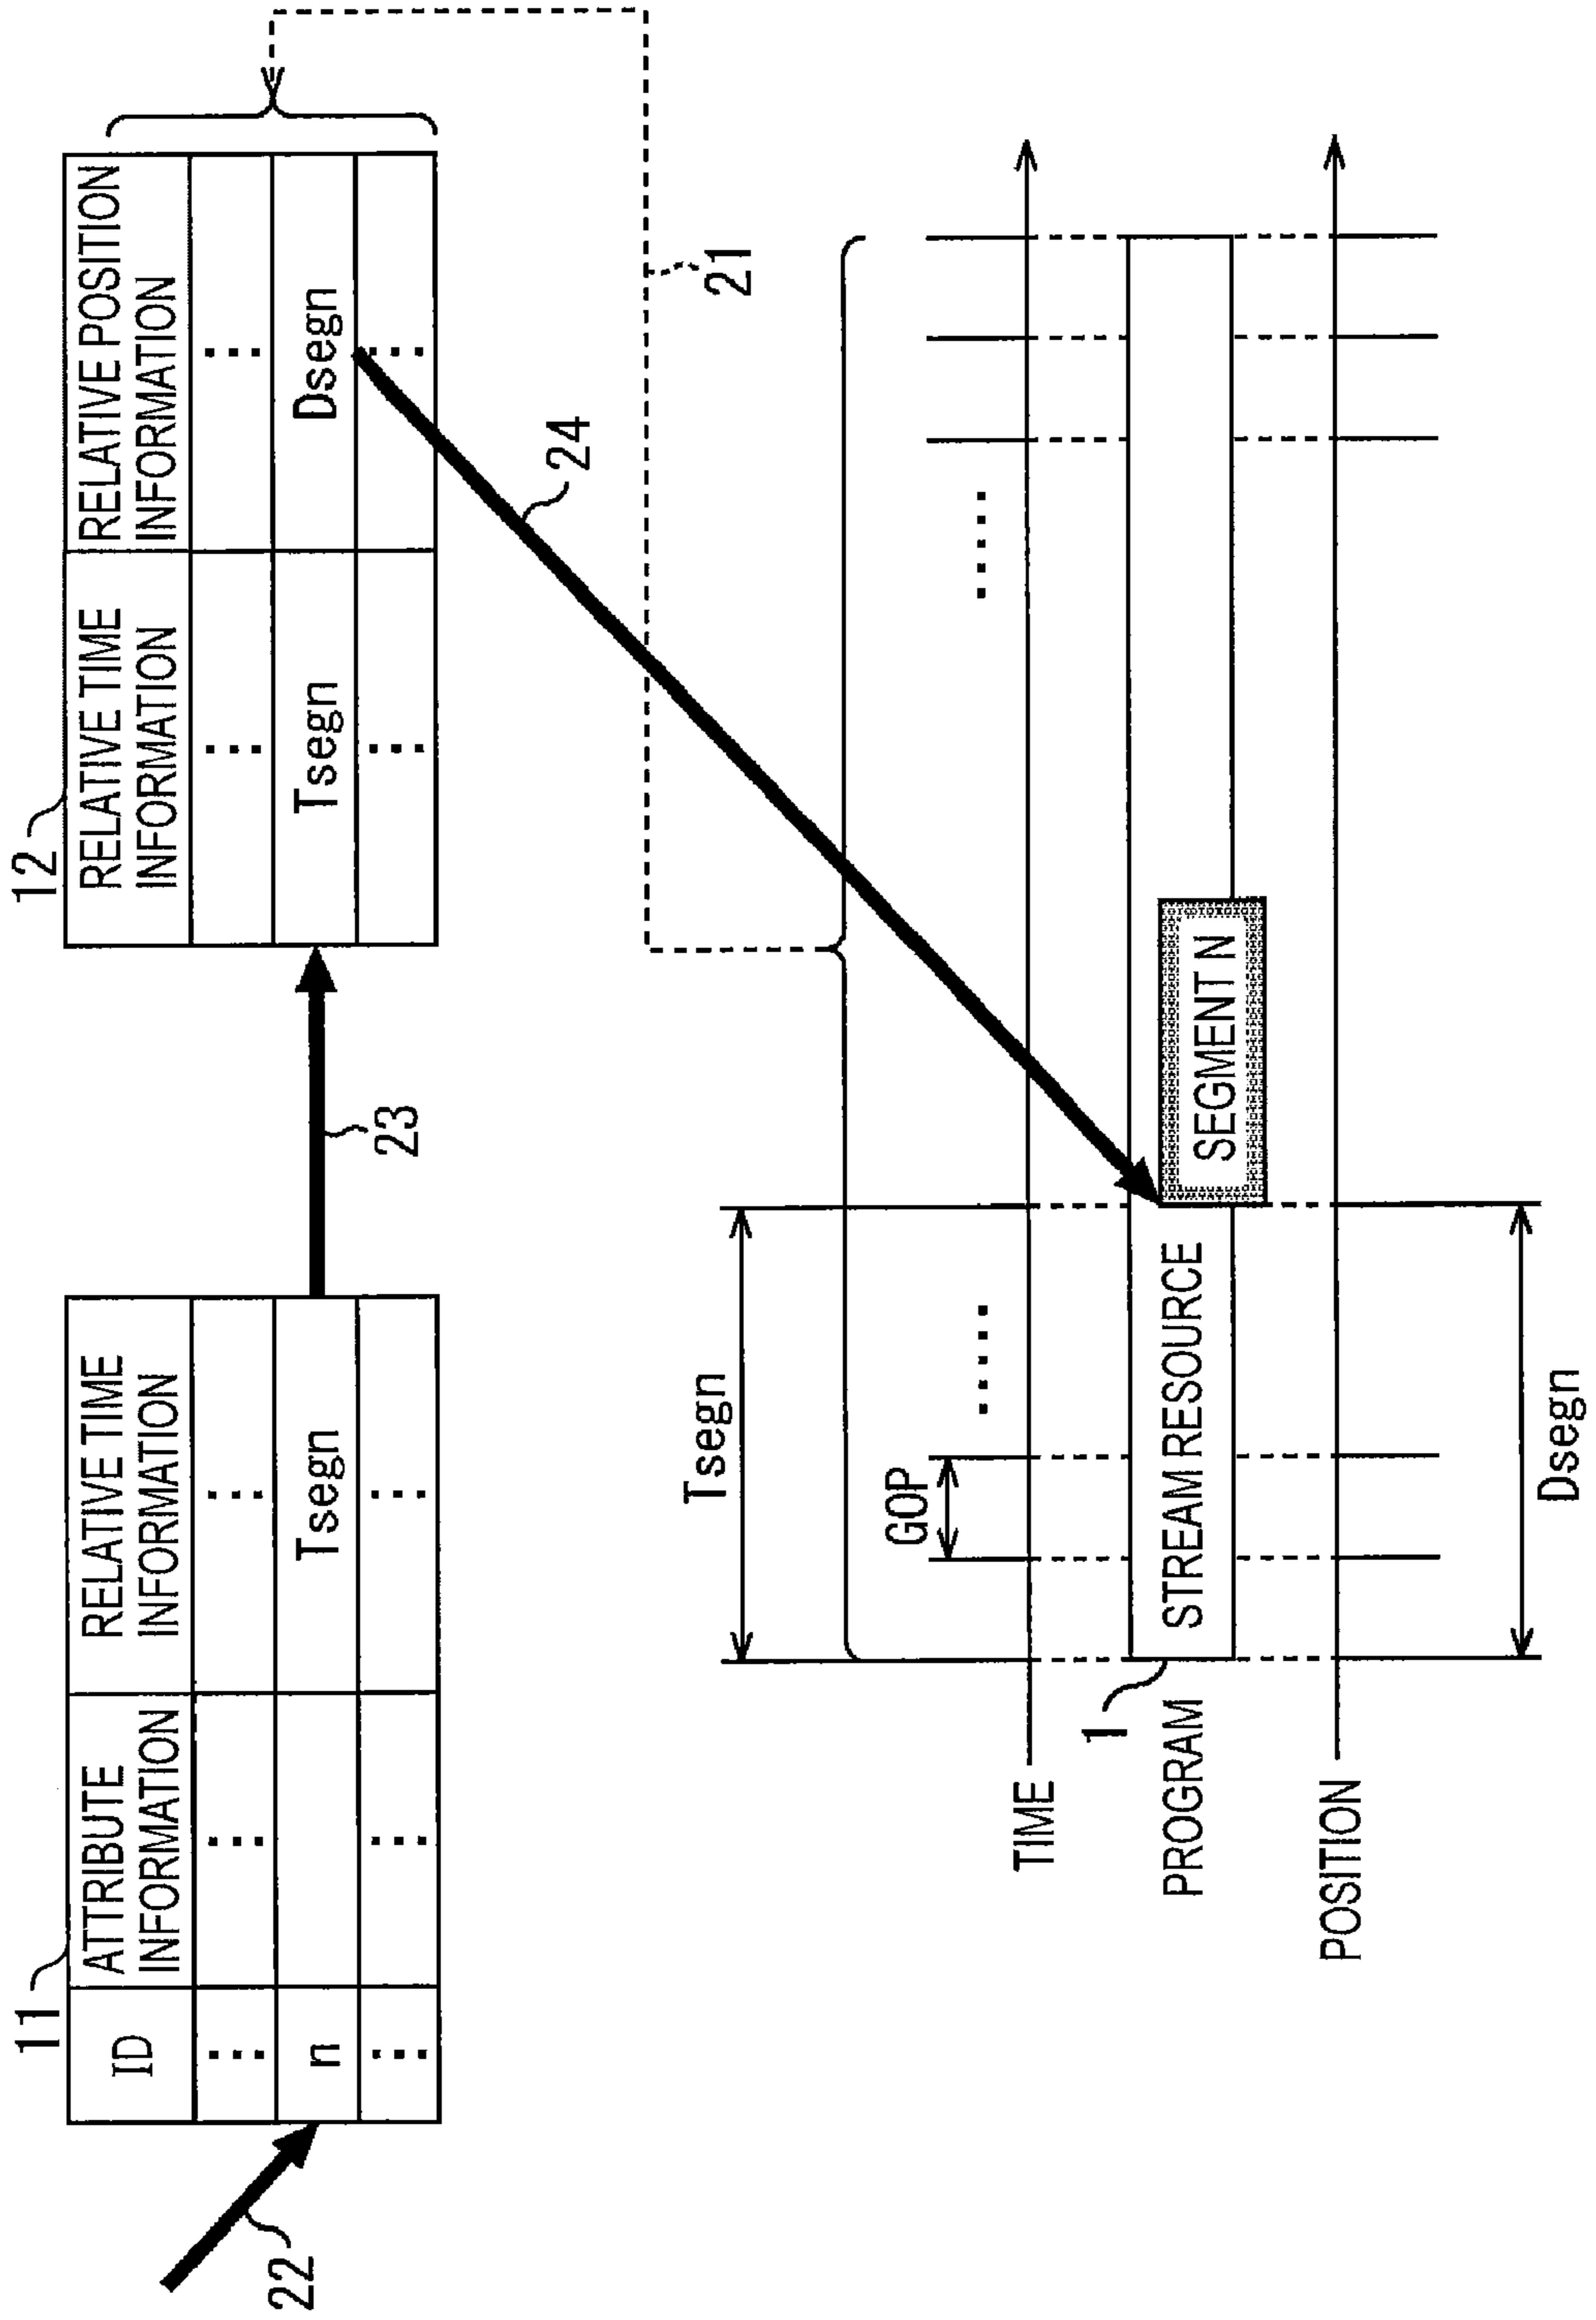 11
ID
ATTRIBUTE
INFORMATION
RELATIVE TIME
INFORMATION
⋮
⋮
⋮
n
Tsegn
⋮
⋮
⋮
22
23
12
RELATIVE TIME
INFORMATION
RELATIVE POSITION
INFORMATION
⋮
⋮
Tsegn
Dsegn
⋮
⋮
24
21
Tsegn
GOP
......
......
TIME
1
PROGRAM
STREAM RESOURCE
SEGMENT N
POSITION
Dsegn